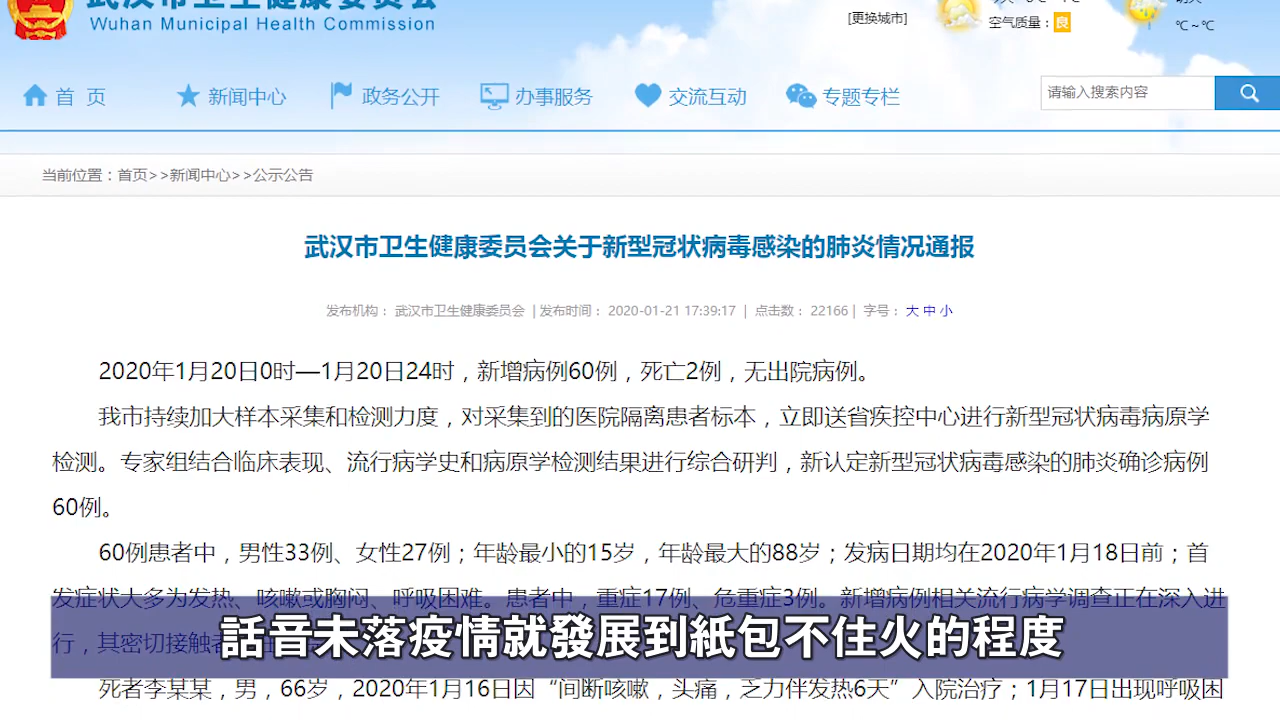 武汉市卫生健康委员会
Wuhan Municipal Health Commission
[更换城市]
空气质量：良
℃~℃
首 页
新闻中心
政务公开
办事服务
交流互动
专题专栏
请输入搜索内容
当前位置：首页>>新闻中心>>公示公告
武汉市卫生健康委员会关于新型冠状病毒感染的肺炎情况通报
发布机构： 武汉市卫生健康委员会 | 发布时间： 2020-01-21 17:39:17 | 点击数： 22166 | 字号： 大 中 小
2020年1月20日0时—1月20日24时，新增病例60例，死亡2例，无出院病例。
我市持续加大样本采集和检测力度，对采集到的医院隔离患者标本，立即送省疾控中心进行新型冠状病毒病原学
检测。专家组结合临床表现、流行病学史和病原学检测结果进行综合研判，新认定新型冠状病毒感染的肺炎确诊病例
60例。
60例患者中，男性33例、女性27例；年龄最小的15岁，年龄最大的88岁；发病日期均在2020年1月18日前；首
发症状大多为发热、咳嗽或胸闷、呼吸困难。患者中，重症17例、危重症3例。新增病例相关流行病学调查正在深入进
行，其密切接触者
話音未落疫情就發展到紙包不住火的程度
死者李某某，男，66岁，2020年1月16日因“间断咳嗽，头痛，乏力伴发热6天”入院治疗；1月17日出现呼吸困